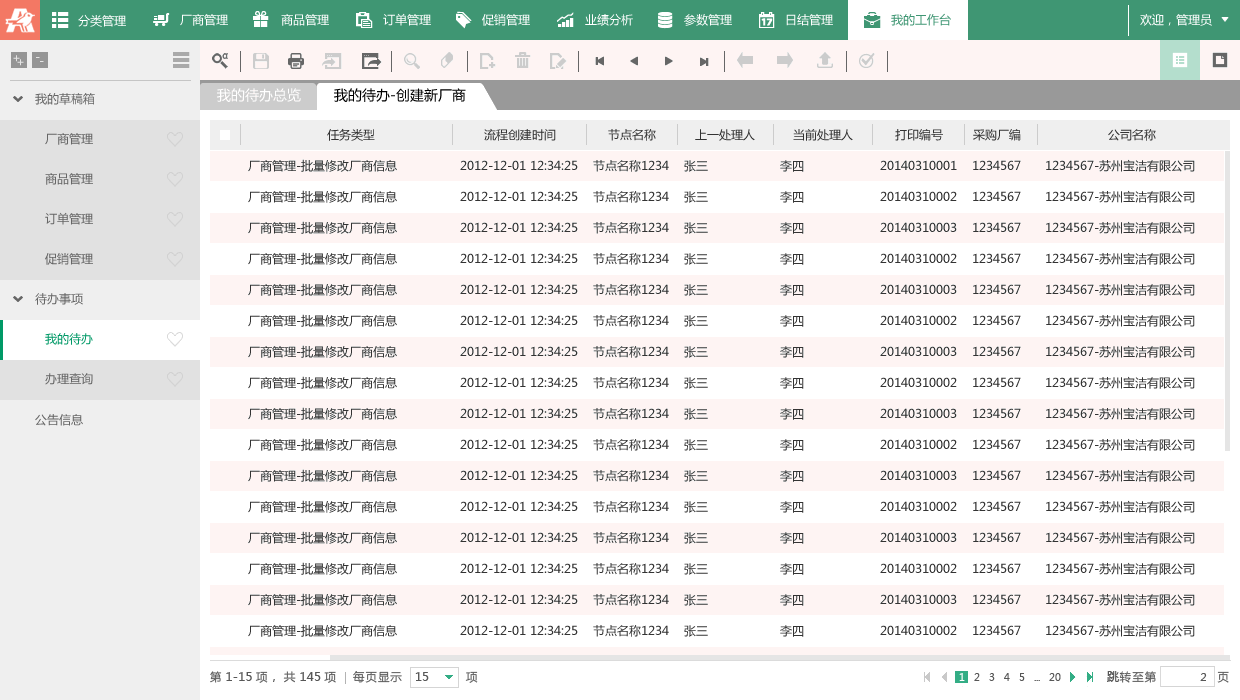 分类管理 厂商管理 商品管理 订单管理 促销管理 业绩分析 参数管理 日结管理 我的工作台 欢迎，管理员
我的草稿箱
厂商管理
商品管理
订单管理
促销管理
待办事项
我的待办
办理查询
公告信息
我的待办总览 我的待办-创建新厂商
任务类型 流程创建时间 节点名称 上一处理人 当前处理人 打印编号 采购厂编 公司名称
厂商管理-批量修改厂商信息 2012-12-01 12:34:25 节点名称1234 张三 李四 20140310001 1234567 1234567-苏州宝洁有限公司
厂商管理-批量修改厂商信息 2012-12-01 12:34:25 节点名称1234 张三 李四 20140310002 1234567 1234567-苏州宝洁有限公司
厂商管理-批量修改厂商信息 2012-12-01 12:34:25 节点名称1234 张三 李四 20140310003 1234567 1234567-苏州宝洁有限公司
厂商管理-批量修改厂商信息 2012-12-01 12:34:25 节点名称1234 张三 李四 20140310002 1234567 1234567-苏州宝洁有限公司
厂商管理-批量修改厂商信息 2012-12-01 12:34:25 节点名称1234 张三 李四 20140310003 1234567 1234567-苏州宝洁有限公司
厂商管理-批量修改厂商信息 2012-12-01 12:34:25 节点名称1234 张三 李四 20140310002 1234567 1234567-苏州宝洁有限公司
厂商管理-批量修改厂商信息 2012-12-01 12:34:25 节点名称1234 张三 李四 20140310003 1234567 1234567-苏州宝洁有限公司
厂商管理-批量修改厂商信息 2012-12-01 12:34:25 节点名称1234 张三 李四 20140310002 1234567 1234567-苏州宝洁有限公司
厂商管理-批量修改厂商信息 2012-12-01 12:34:25 节点名称1234 张三 李四 20140310003 1234567 1234567-苏州宝洁有限公司
厂商管理-批量修改厂商信息 2012-12-01 12:34:25 节点名称1234 张三 李四 20140310002 1234567 1234567-苏州宝洁有限公司
厂商管理-批量修改厂商信息 2012-12-01 12:34:25 节点名称1234 张三 李四 20140310003 1234567 1234567-苏州宝洁有限公司
厂商管理-批量修改厂商信息 2012-12-01 12:34:25 节点名称1234 张三 李四 20140310002 1234567 1234567-苏州宝洁有限公司
厂商管理-批量修改厂商信息 2012-12-01 12:34:25 节点名称1234 张三 李四 20140310003 1234567 1234567-苏州宝洁有限公司
厂商管理-批量修改厂商信息 2012-12-01 12:34:25 节点名称1234 张三 李四 20140310002 1234567 1234567-苏州宝洁有限公司
厂商管理-批量修改厂商信息 2012-12-01 12:34:25 节点名称1234 张三 李四 20140310003 1234567 1234567-苏州宝洁有限公司
厂商管理-批量修改厂商信息 2012-12-01 12:34:25 节点名称1234 张三 李四 20140310002 1234567 1234567-苏州宝洁有限公司
第 1-15 项，共 145 项 | 每页显示 15 项 1 2 3 4 5 ... 20 跳转至第 2 页